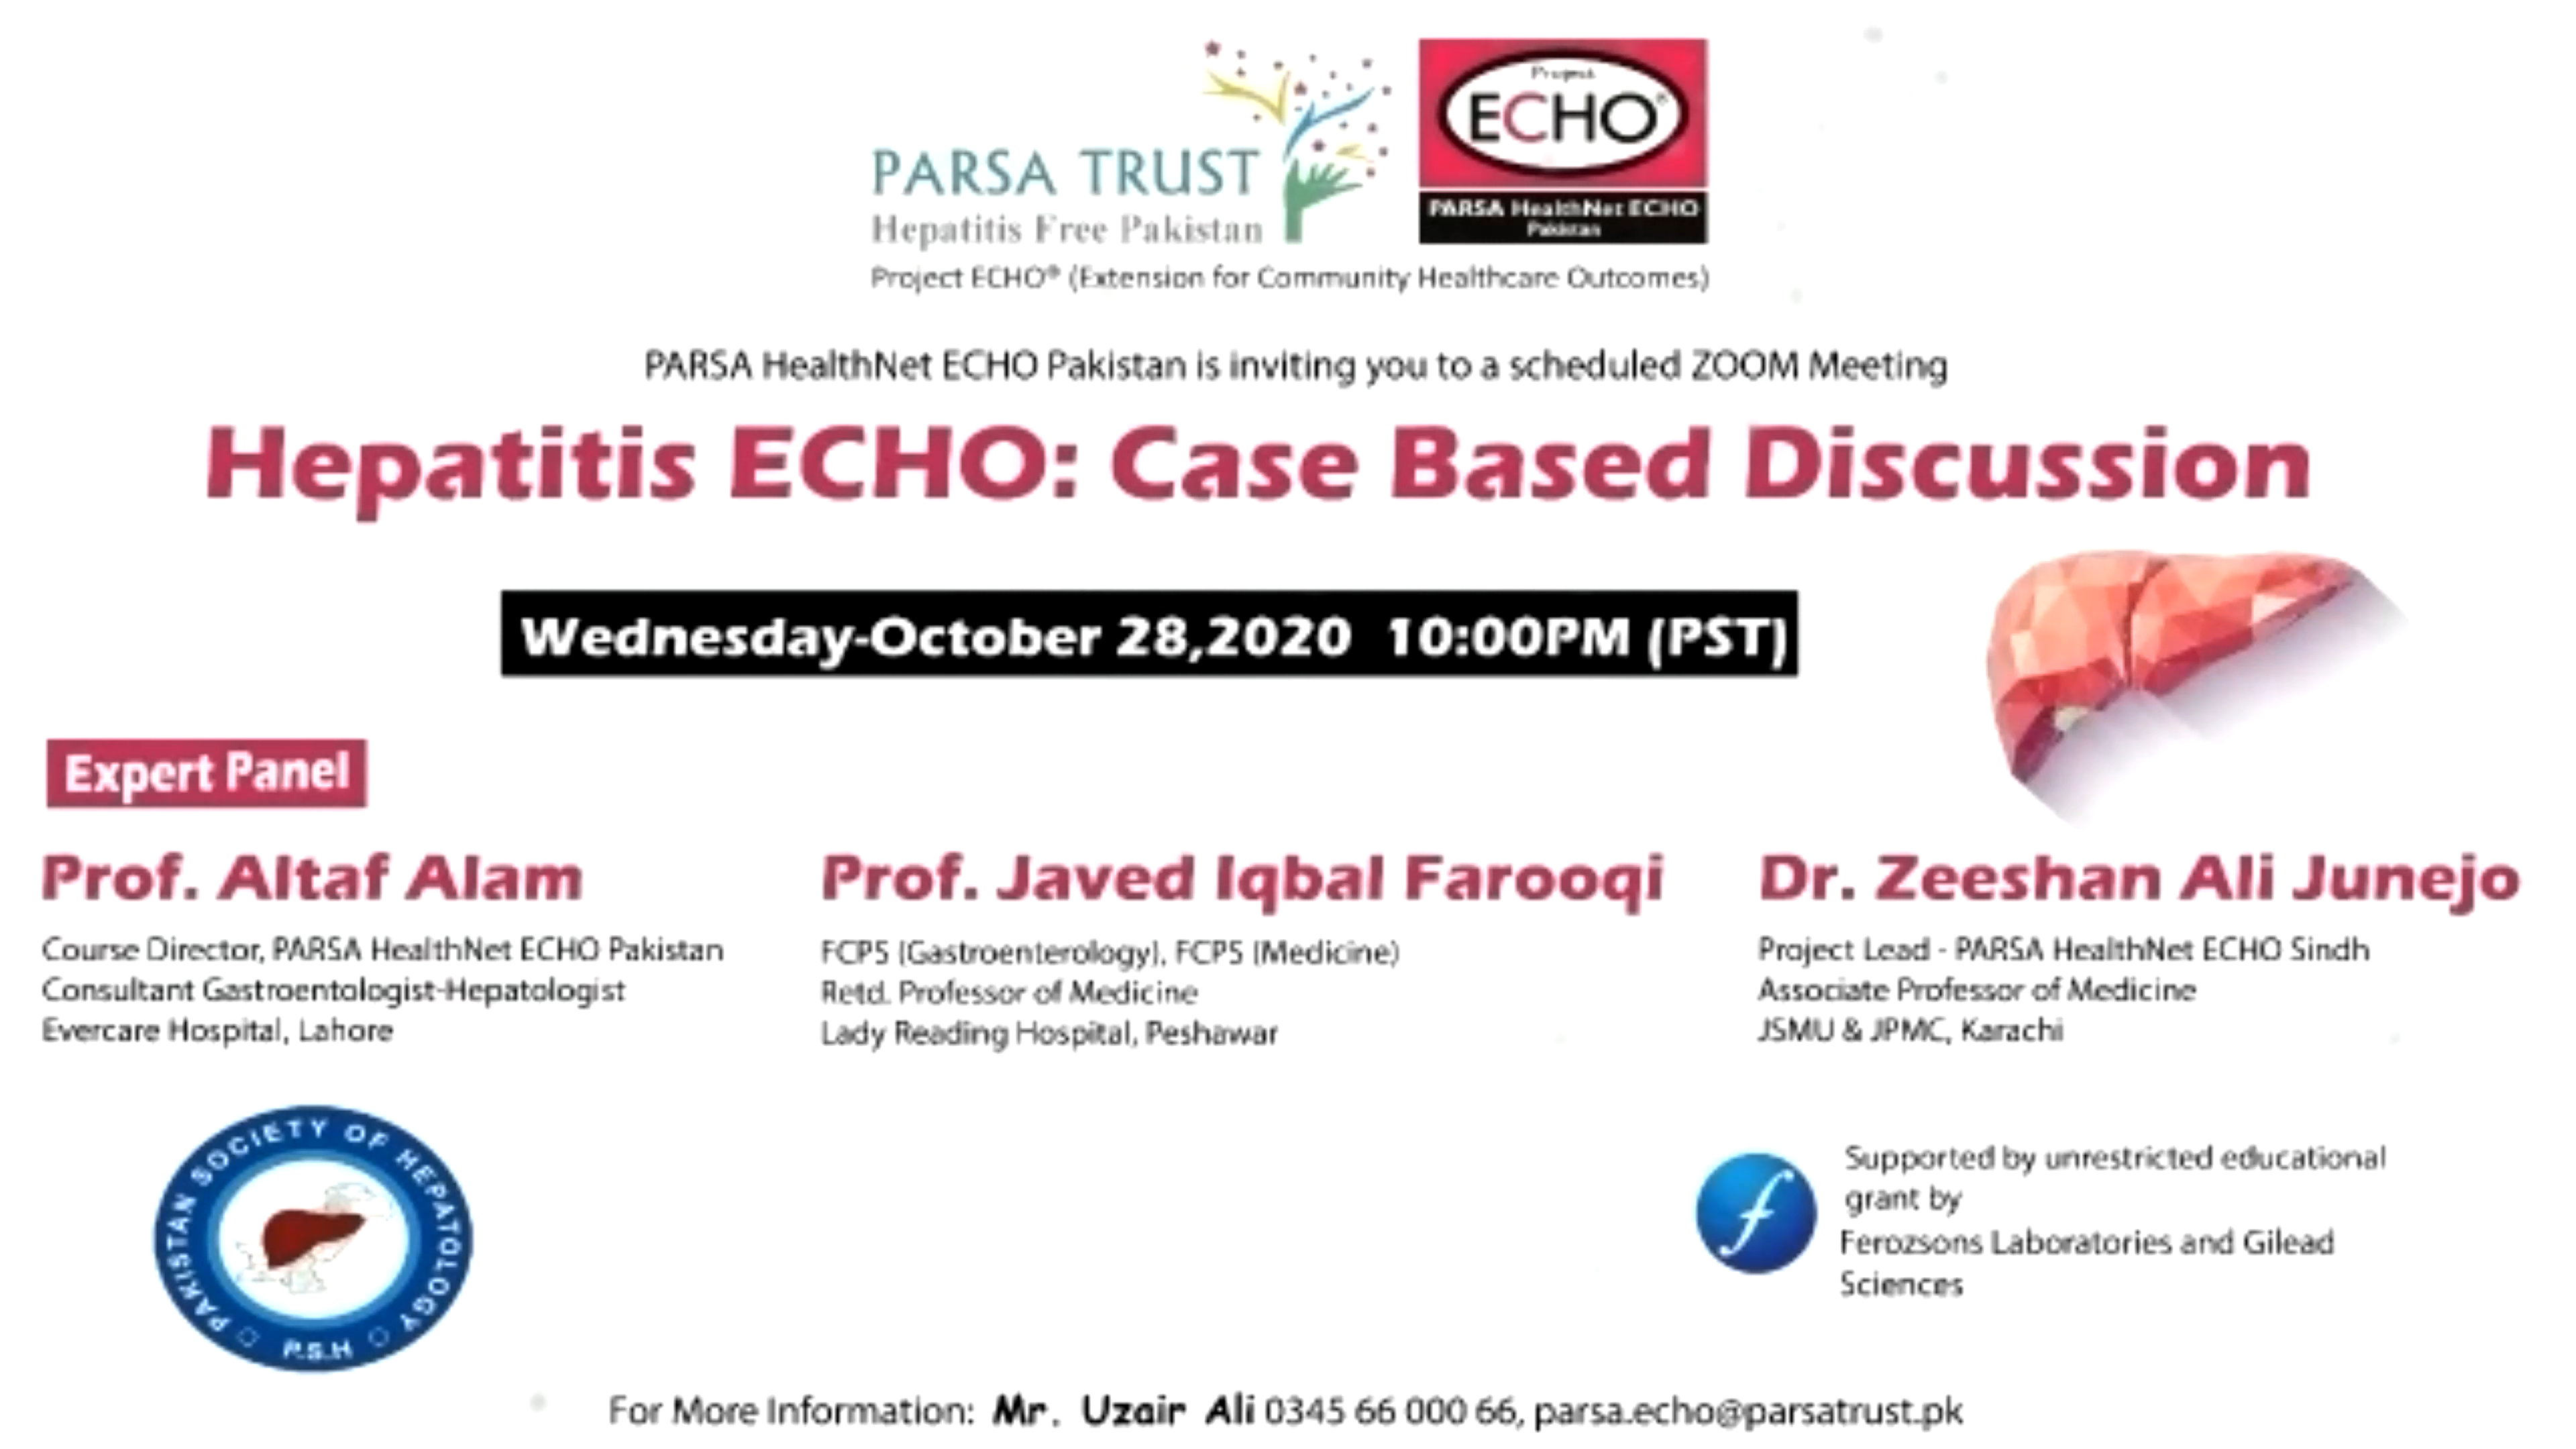 PARSA TRUST
Hepatitis Free Pakistan
Project
ECHO®
PARSA HealthNet ECHO
Pakistan
Project ECHO® (Extension for Community Healthcare Outcomes)
PARSA HealthNet ECHO Pakistan is inviting you to a scheduled ZOOM Meeting
Hepatitis ECHO: Case Based Discussion
Wednesday-October 28,2020 10:00PM (PST)
Expert Panel
Prof. Altaf Alam
Course Director, PARSA HealthNet ECHO Pakistan
Consultant Gastroentologist-Hepatologist
Evercare Hospital, Lahore
Prof. Javed Iqbal Farooqi
FCPS (Gastroenterology), FCPS (Medicine)
Retd. Professor of Medicine
Lady Reading Hospital, Peshawar
Dr. Zeeshan Ali Junejo
Project Lead - PARSA HealthNet ECHO Sindh
Associate Professor of Medicine
JSMU & JPMC, Karachi
PAKISTAN SOCIETY OF HEPATOLOGY
P.S.H
f
Supported by unrestricted educational
grant by
Ferozsons Laboratories and Gilead
Sciences
For More Information: Mr. Uzair Ali 0345 66 000 66, parsa.echo@parsatrust.pk